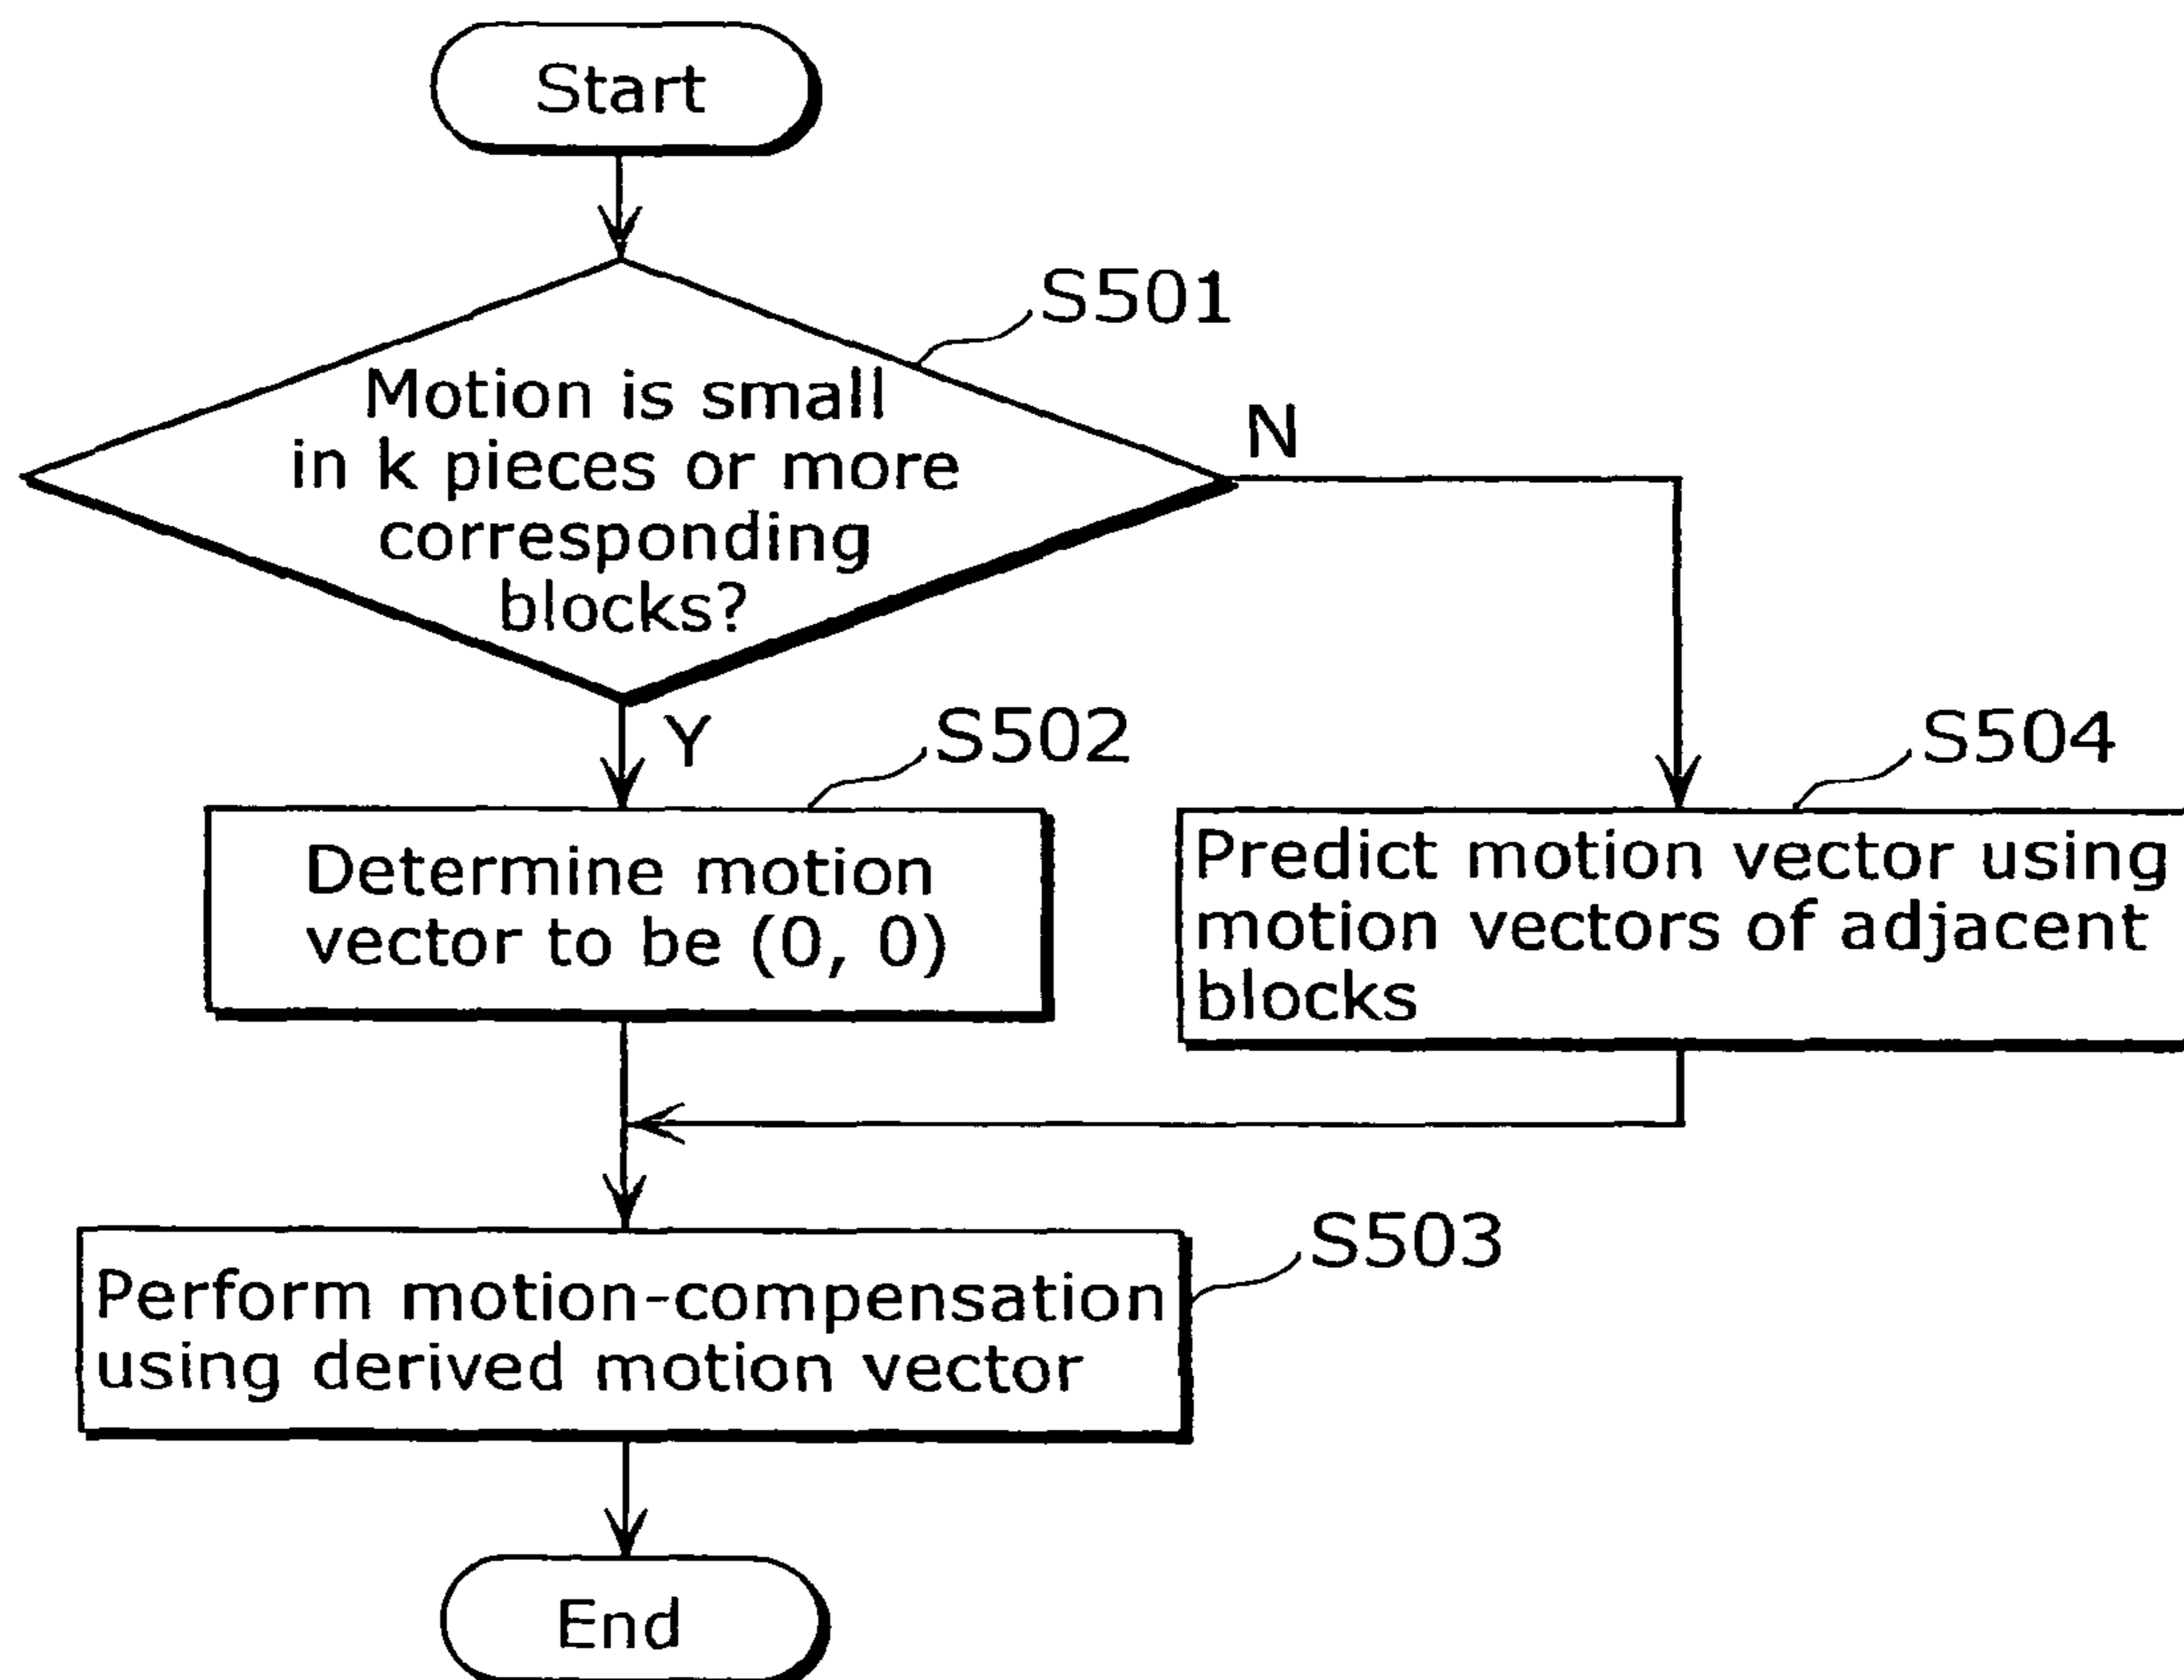 Start
S501
Motion is small
in k pieces or more
corresponding
blocks?
N
Y
S502
Determine motion
vector to be (0, 0)
S504
Predict motion vector using
motion vectors of adjacent
blocks
S503
Perform motion-compensation
using derived motion vector
End